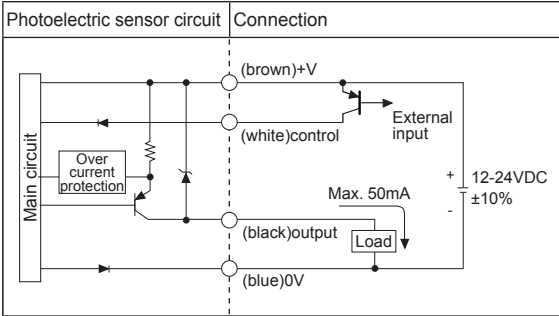 Photoelectric sensor circuit
Connection
(brown)+V
(white)control
External
input
Main circuit
Over
current
protection
Max. 50mA
+
12-24VDC
±10%
-
(black)output
Load
(blue)0V